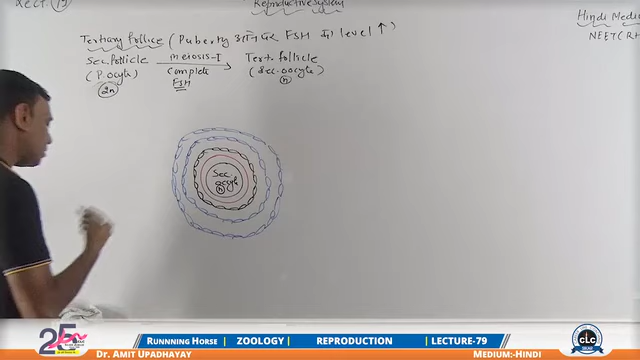 Reproductive System
LECT. 79
Hindi Medi
NEET(RH
Tertiary follicle (Puberty आने पर FSH का level ↑)
Sec. follicle meiosis-I Tert. follicle
(P. oocyte) complete (Sec. oocyte)
2n FSH n
Sec.
oocyte
n
25
RUNNNING HORSE | ZOOLOGY | REPRODUCTION | LECTURE-79
CLC
DR. AMIT UPADHAYAY MEDIUM:-HINDI